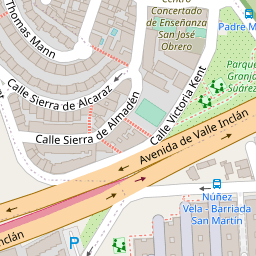 Thomas Mann
Centro
Concertado de
Enseñanza
San José
Obrero
Padre M
Parque
Granja
Suárez
Calle Sierra de Alcaraz
Calle Sierra de Almadén
Calle Victoria Kent
Avenida de Valle Inclán
Núñez
Vela - Barriada
San Martín
nclán
P